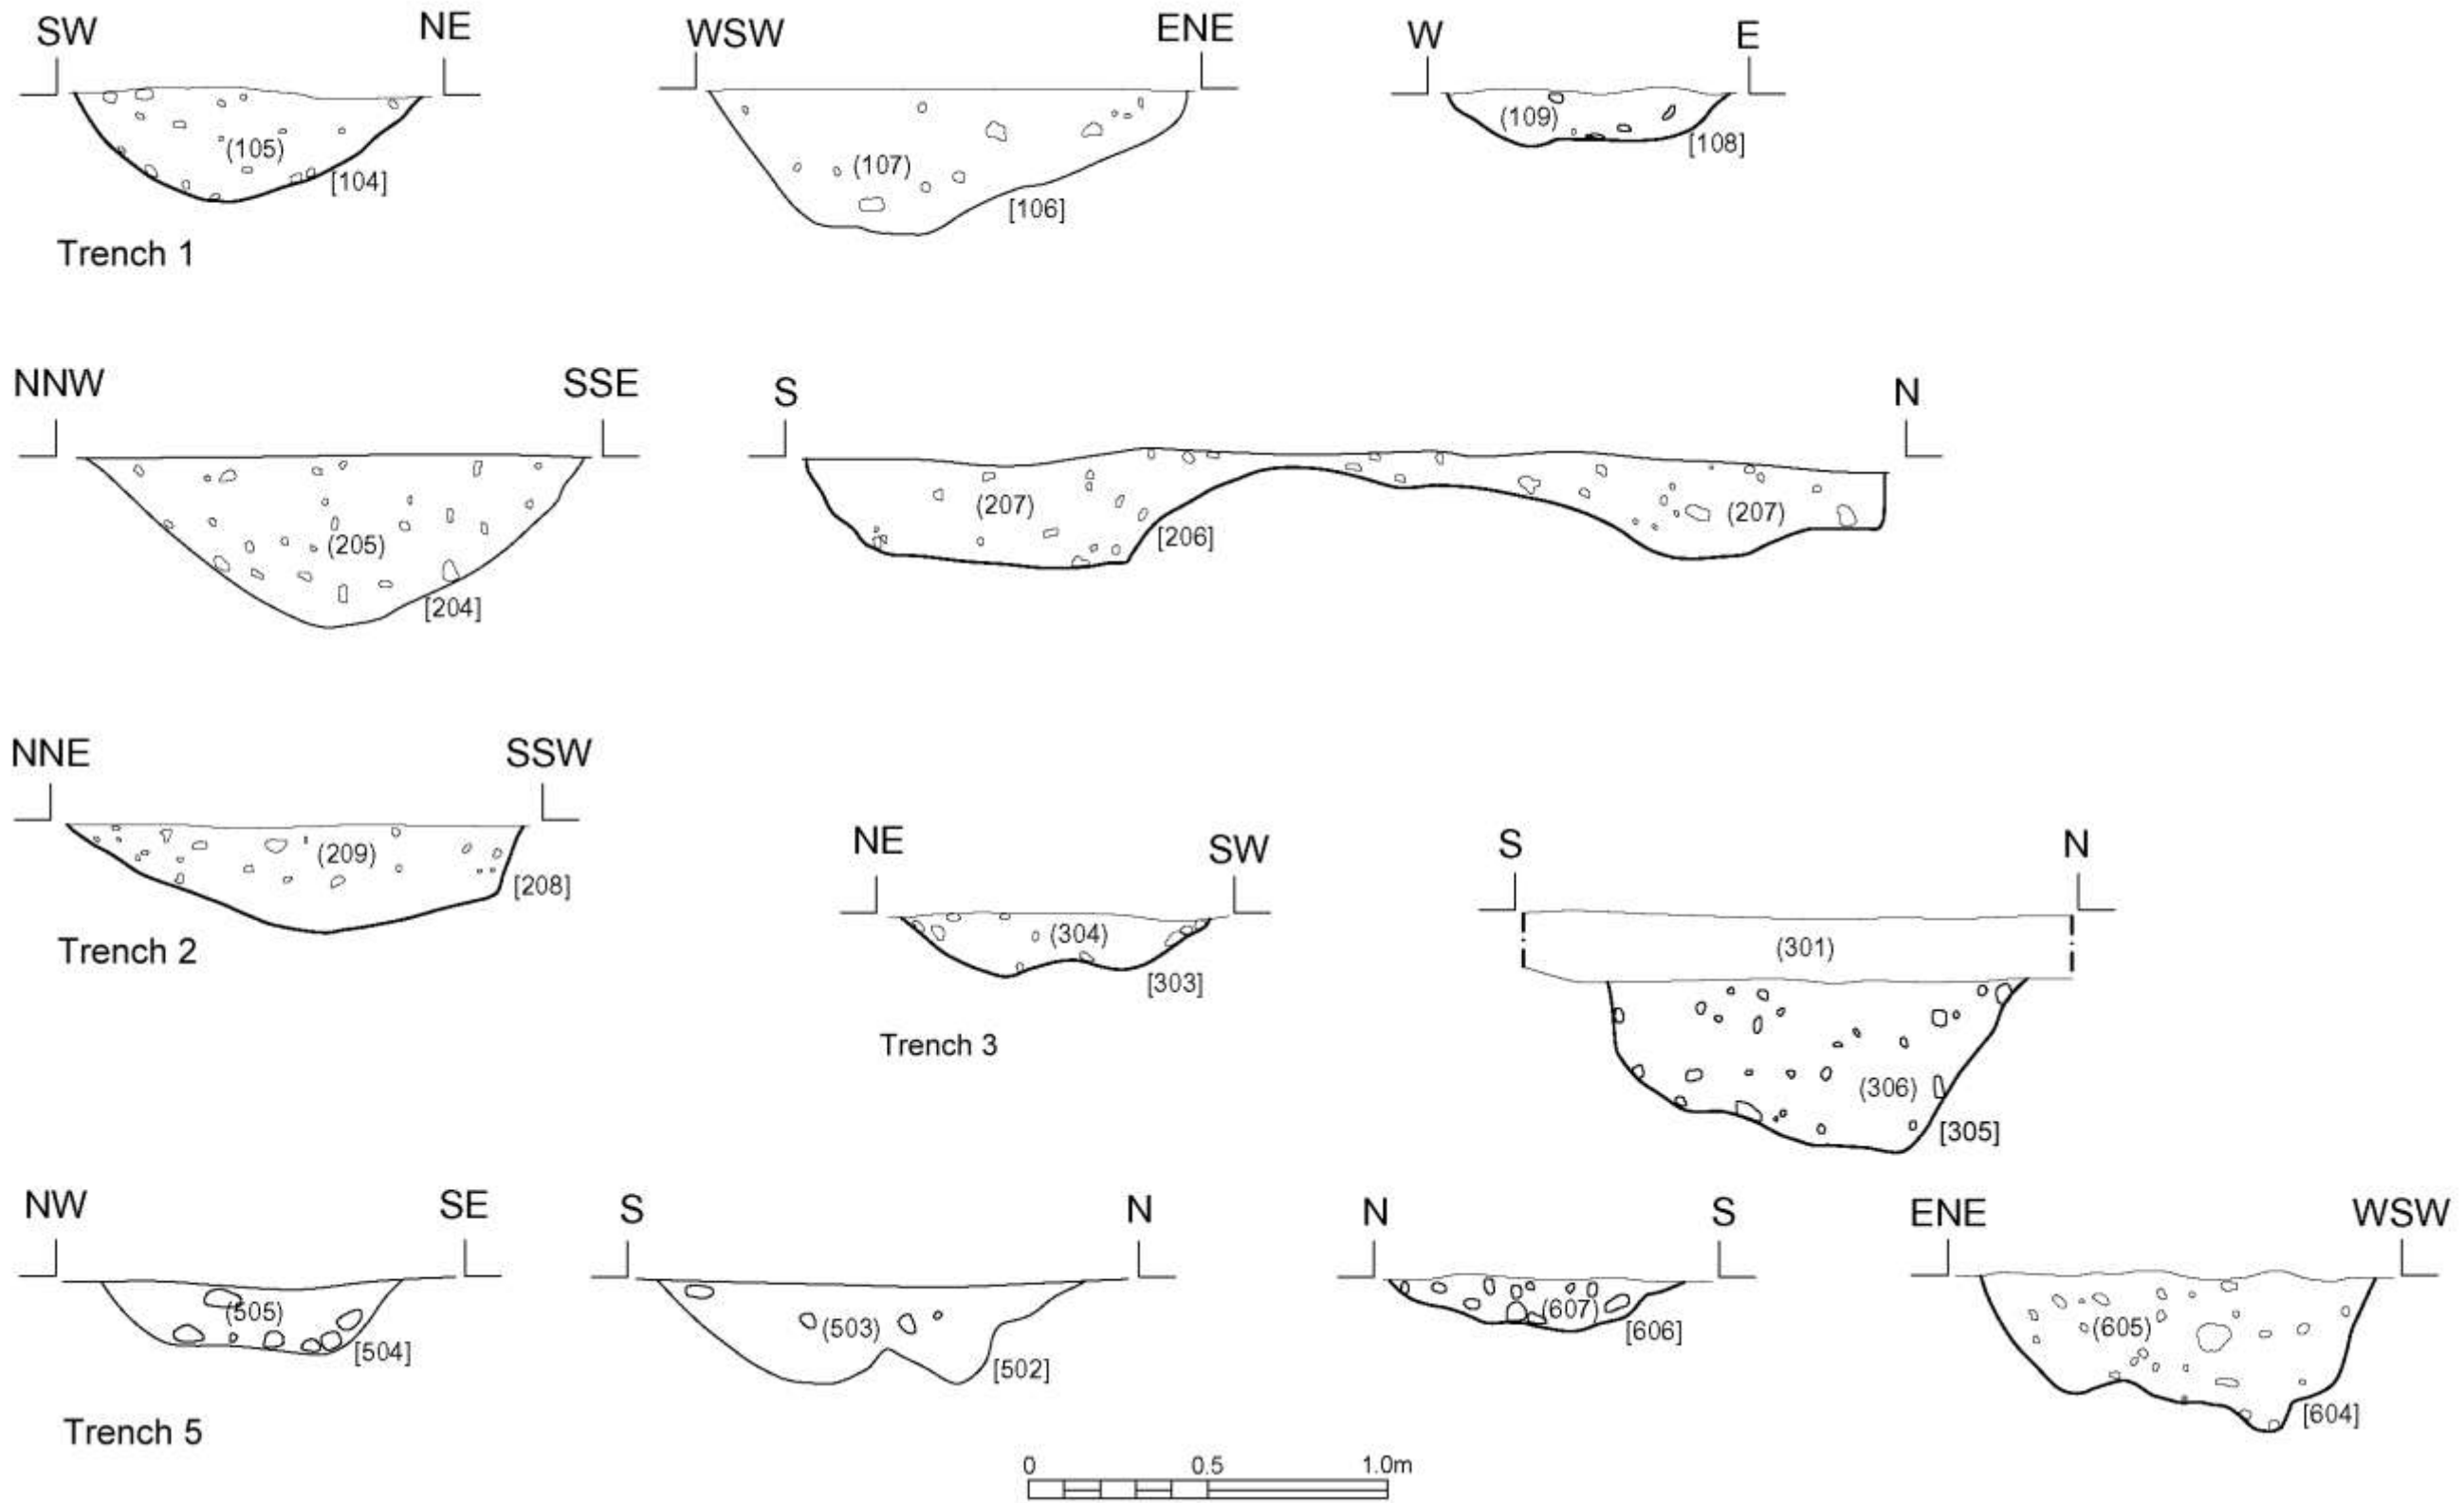 SW NE WSW ENE W E
(105) [104] (107) [106] (109) [108]
Trench 1
NNW SSE S N
(205) [204] (207) [206] (207)
NNE SSW
(209) [208]
Trench 2
NE SW S N
(304) [303] (301)
Trench 3
(306) [305]
NW SE S N N S ENE WSW
(505) [504] (503) [502] (607) [606] (605) [604]
Trench 5
0 0.5 1.0m